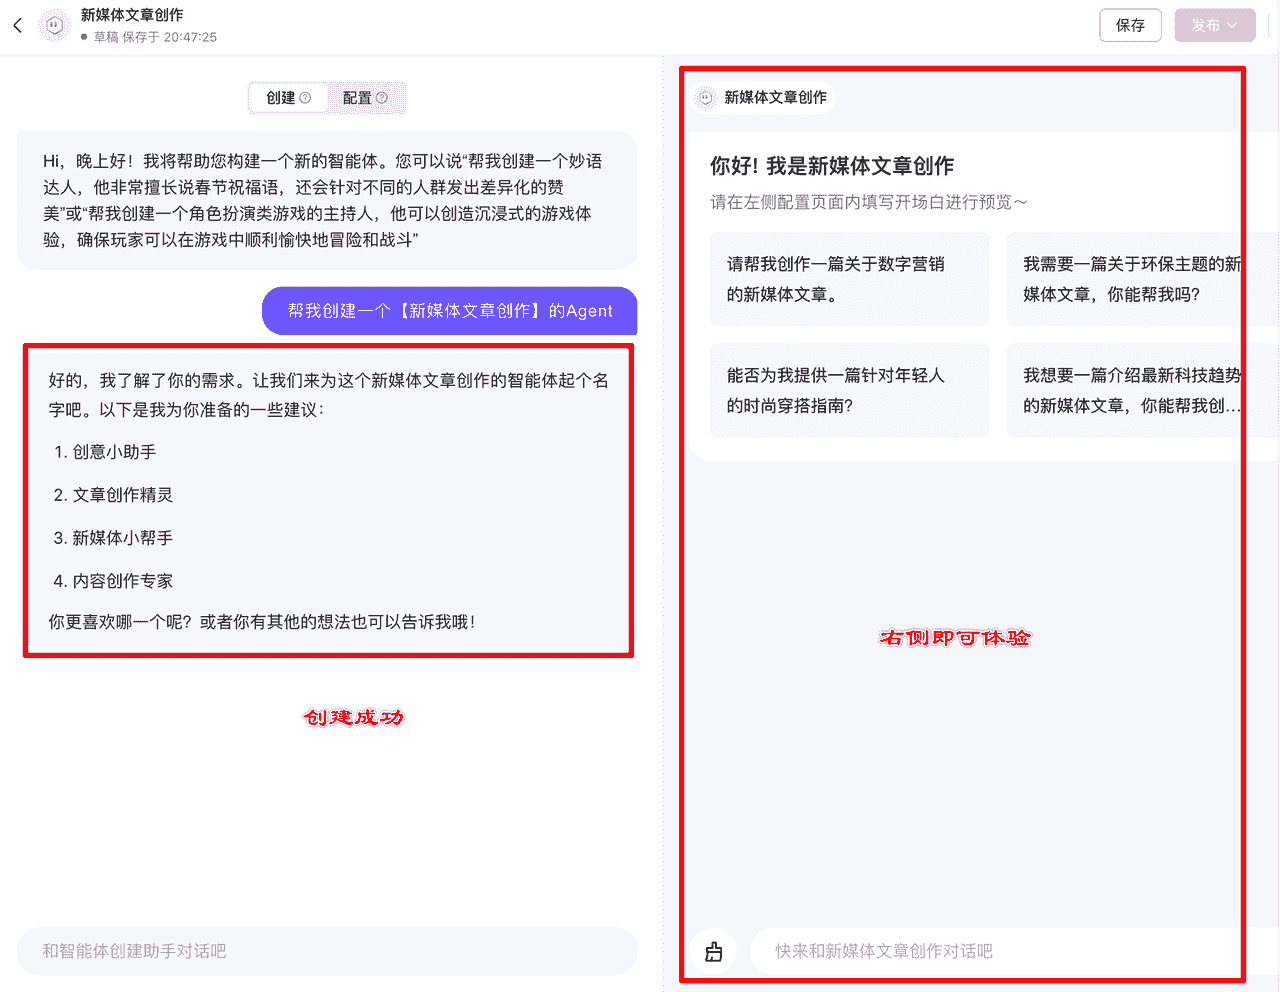 新媒体文章创作
草稿 保存于 20:47:25
保存
发布
创建
配置
Hi，晚上好！我将帮助您构建一个新的智能体。您可以说“帮我创建一个妙语
达人，他非常擅长说春节祝福语，还会针对不同的人群发出差异化的赞
美”或“帮我创建一个角色扮演类游戏的主持人，他可以创造沉浸式的游戏体
验，确保玩家可以在游戏中顺利愉快地冒险和战斗”
帮我创建一个【新媒体文章创作】的Agent
好的，我了解了你的需求。让我们来为这个新媒体文章创作的智能体起个名
字吧。以下是我为你准备的一些建议：
1. 创意小助手
2. 文章创作精灵
3. 新媒体小帮手
4. 内容创作专家
你更喜欢哪一个呢？或者你有其他的想法也可以告诉我哦！
创建成功
和智能体创建助手对话吧
新媒体文章创作
你好! 我是新媒体文章创作
请在左侧配置页面内填写开场白进行预览～
请帮我创作一篇关于数字营销
的新媒体文章。
我需要一篇关于环保主题的新
媒体文章，你能帮我吗?
能否为我提供一篇针对年轻人
的时尚穿搭指南?
我想要一篇介绍最新科技趋势
的新媒体文章，你能帮我创...
右侧即可体验
快来和新媒体文章创作对话吧